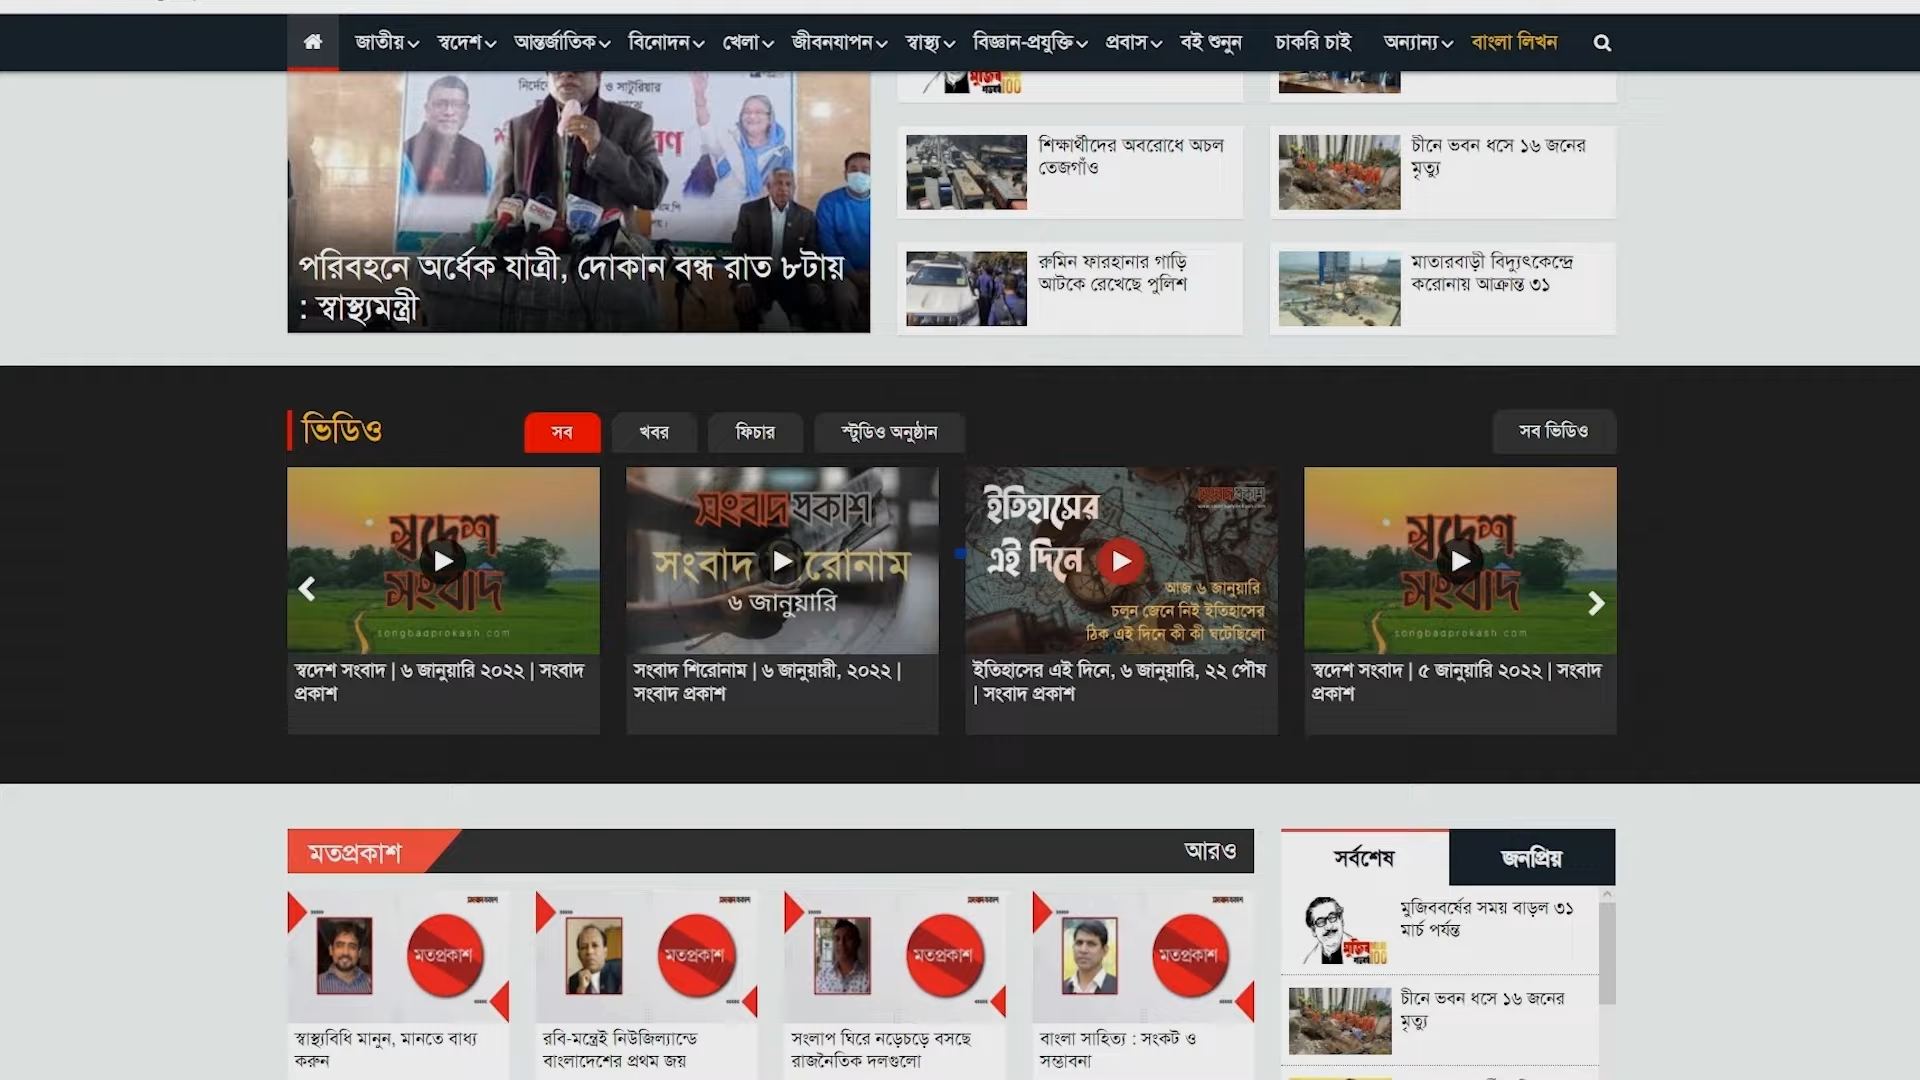 জাতীয় স্বদেশ আন্তর্জাতিক বিনোদন খেলা জীবনযাপন স্বাস্থ্য বিজ্ঞান-প্রযুক্তি প্রবাস বই শুনুন চাকরি চাই অন্যান্য বাংলা লিখন
ও সাটুরিয়ার
পরিবহনে অর্ধেক যাত্রী, দোকান বন্ধ রাত ৮টায়
: স্বাস্থ্যমন্ত্রী
শিক্ষার্থীদের অবরোধে অচল
তেজগাঁও
চীনে ভবন ধসে ১৬ জনের
মৃত্যু
রুমিন ফারহানার গাড়ি
আটকে রেখেছে পুলিশ
মাতারবাড়ী বিদ্যুৎকেন্দ্রে
করোনায় আক্রান্ত ৩১
ভিডিও
সব খবর ফিচার স্টুডিও অনুষ্ঠান
সব ভিডিও
স্বদেশ
সংবাদ
songbadprokash.com
স্বদেশ সংবাদ | ৬ জানুয়ারি ২০২২ | সংবাদ
প্রকাশ
সংবাদ প্রকাশ
সংবাদ
রোনাম
৬ জানুয়ারি
সংবাদ শিরোনাম | ৬ জানুয়ারী, ২০২২ |
সংবাদ প্রকাশ
ইতিহাসের
এই দিনে
আজ ৬ জানুয়ারি
চলুন জেনে নিই ইতিহাসের
ঠিক এই দিনে কী কী ঘটেছিলো
ইতিহাসের এই দিনে, ৬ জানুয়ারি, ২২ পৌষ
| সংবাদ প্রকাশ
স্বদেশ
সংবাদ
songbadprokash.com
স্বদেশ সংবাদ | ৫ জানুয়ারি ২০২২ | সংবাদ
প্রকাশ
মতপ্রকাশ
আরও
মতপ্রকাশ
স্বাস্থ্যবিধি মানুন, মানতে বাধ্য
করুন
মতপ্রকাশ
রবি-মন্ত্রেই নিউজিল্যান্ডে
বাংলাদেশের প্রথম জয়
মতপ্রকাশ
সংলাপ ঘিরে নড়েচড়ে বসছে
রাজনৈতিক দলগুলো
মতপ্রকাশ
বাংলা সাহিত্য : সংকট ও
সম্ভাবনা
সর্বশেষ জনপ্রিয়
মুজিববর্ষের সময় বাড়ল ৩১
মার্চ পর্যন্ত
চীনে ভবন ধসে ১৬ জনের
মৃত্যু